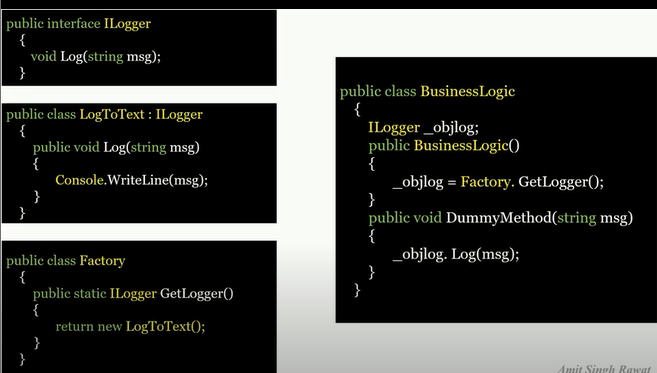 public interface ILogger
{
void Log(string msg);
}
public class LogToText : ILogger
{
public void Log(string msg)
{
Console.WriteLine(msg);
}
}
public class Factory
{
public static ILogger GetLogger()
{
return new LogToText();
}
}
public class BusinessLogic
{
ILogger _objlog;
public BusinessLogic()
{
_objlog = Factory. GetLogger();
}
public void DummyMethod(string msg)
{
_objlog. Log(msg);
}
}
Amit Singh Rawat